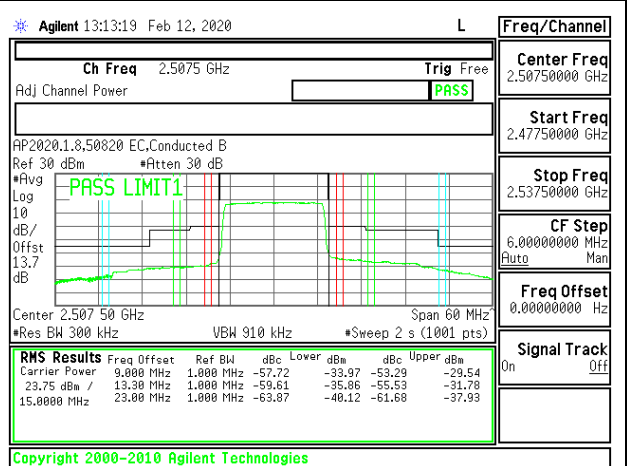 Agilent 13:13:19 Feb 12, 2020 L
Freq/Channel
Ch Freq 2.5075 GHz Trig Free
Adj Channel Power PASS
AP2020.1.8,50820 EC,Conducted B
Ref 30 dBm #Atten 30 dB
#Avg
Log
10
dB/
Offst
13.7
dB
PASS LIMIT1
Center 2.507 50 GHz Span 60 MHz
#Res BW 300 kHz VBW 910 kHz #Sweep 2 s (1001 pts)
RMS Results Freq Offset Ref BW dBc Lower dBm dBc Upper dBm
Carrier Power 9.000 MHz 1.000 MHz -57.72 -33.97 -53.29 -29.54
23.75 dBm / 13.30 MHz 1.000 MHz -59.61 -35.86 -55.53 -31.78
15.0000 MHz 23.00 MHz 1.000 MHz -63.87 -40.12 -61.68 -37.93
Copyright 2000-2010 Agilent Technologies
Center Freq
2.50750000 GHz
Start Freq
2.47750000 GHz
Stop Freq
2.53750000 GHz
CF Step
6.00000000 MHz
Auto Man
Freq Offset
0.00000000 Hz
Signal Track
On Off